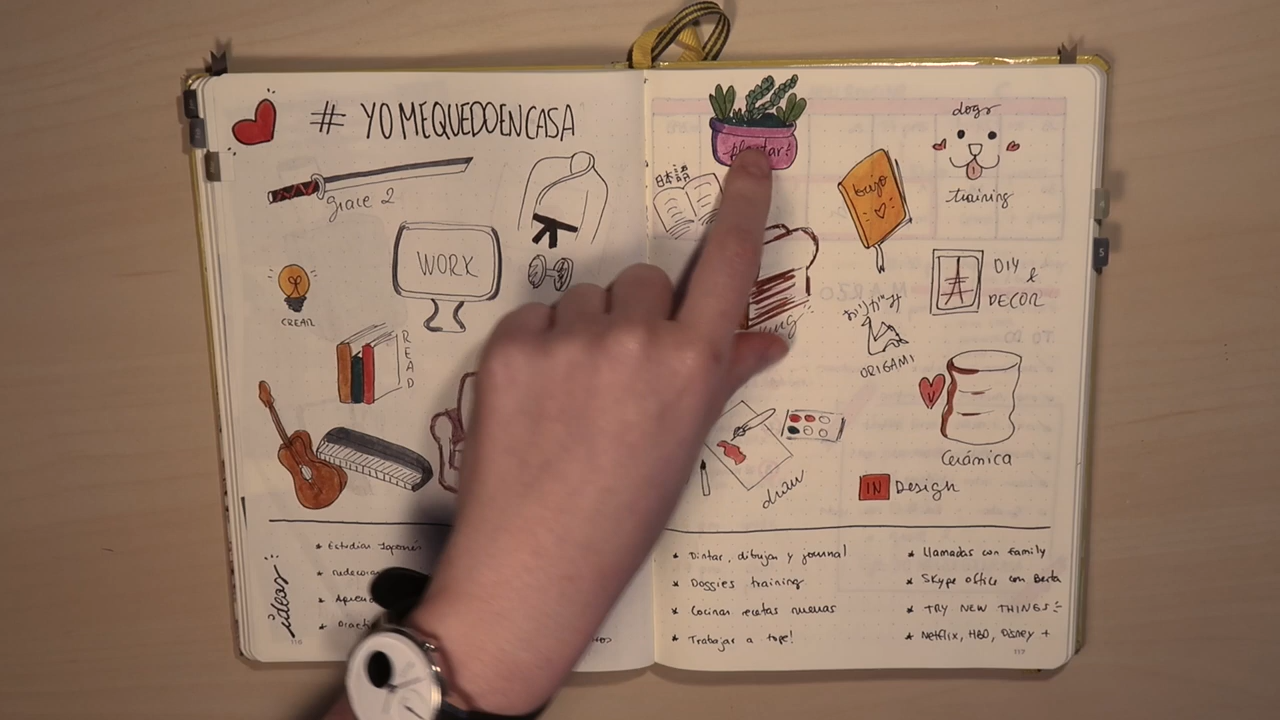 # YOMEQUEDOENCASA
grace 2
WORK
CREAR
READ
plantar
日本語
bujo
dogs
training
DIY &
DECOR
おりがみ
ORIGAMI
draw
Cerámica
IN Design
ideas
* Estudiar Japonés
* Pintar, dibujar y journal
* Doggies training
* Cocinar recetas nuevas
* Trabajar a tope!
* Llamadas con family
* Skype office con Berta
* TRY NEW THINGS
* Netflix, HBO, Disney +
110
117